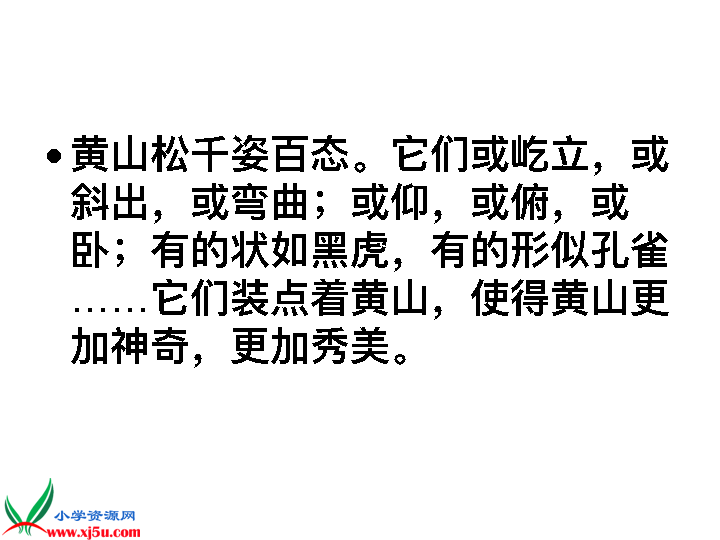 •黄山松千姿百态。它们或屹立，或
斜出，或弯曲；或仰，或俯，或
卧；有的状如黑虎，有的形似孔雀
……它们装点着黄山，使得黄山更
加神奇，更加秀美。
小学资源网
www.xj5u.com